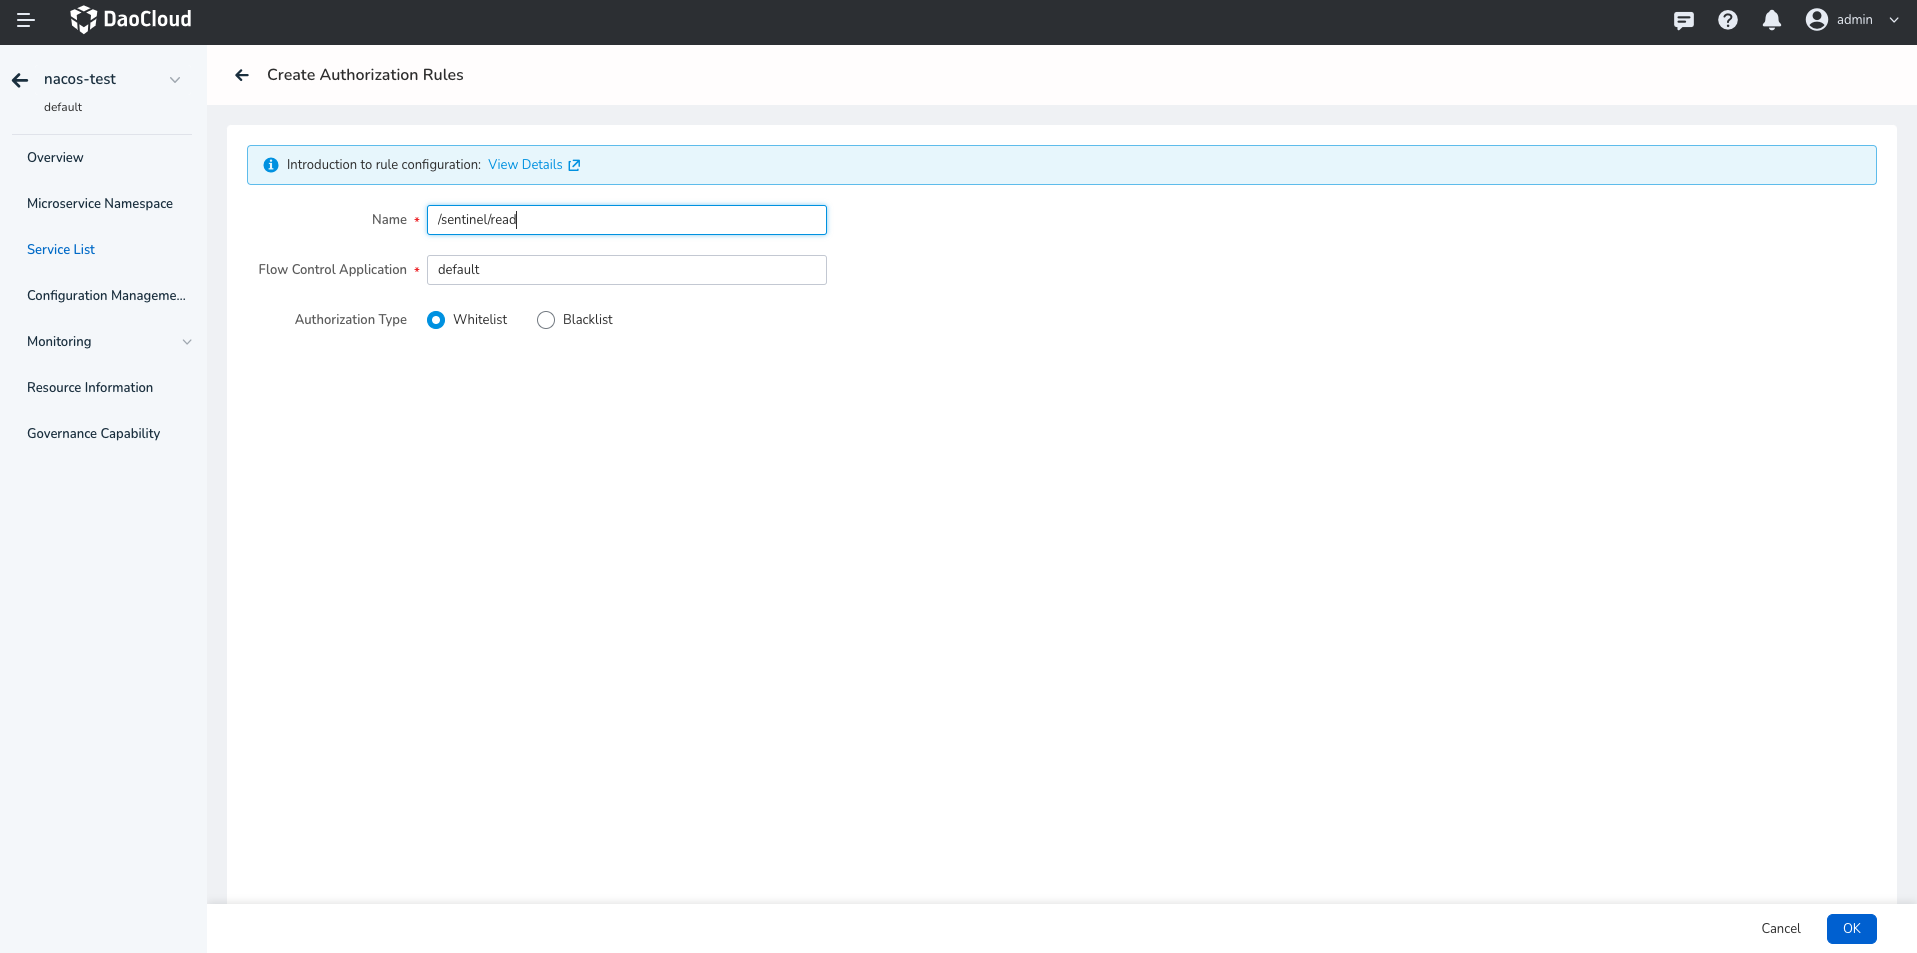 DaoCloud
admin
nacos-test
default
Overview
Microservice Namespace
Service List
Configuration Manageme...
Monitoring
Resource Information
Governance Capability
Create Authorization Rules
Introduction to rule configuration: View Details
Name * /sentinel/read
Flow Control Application * default
Authorization Type Whitelist Blacklist
Cancel OK